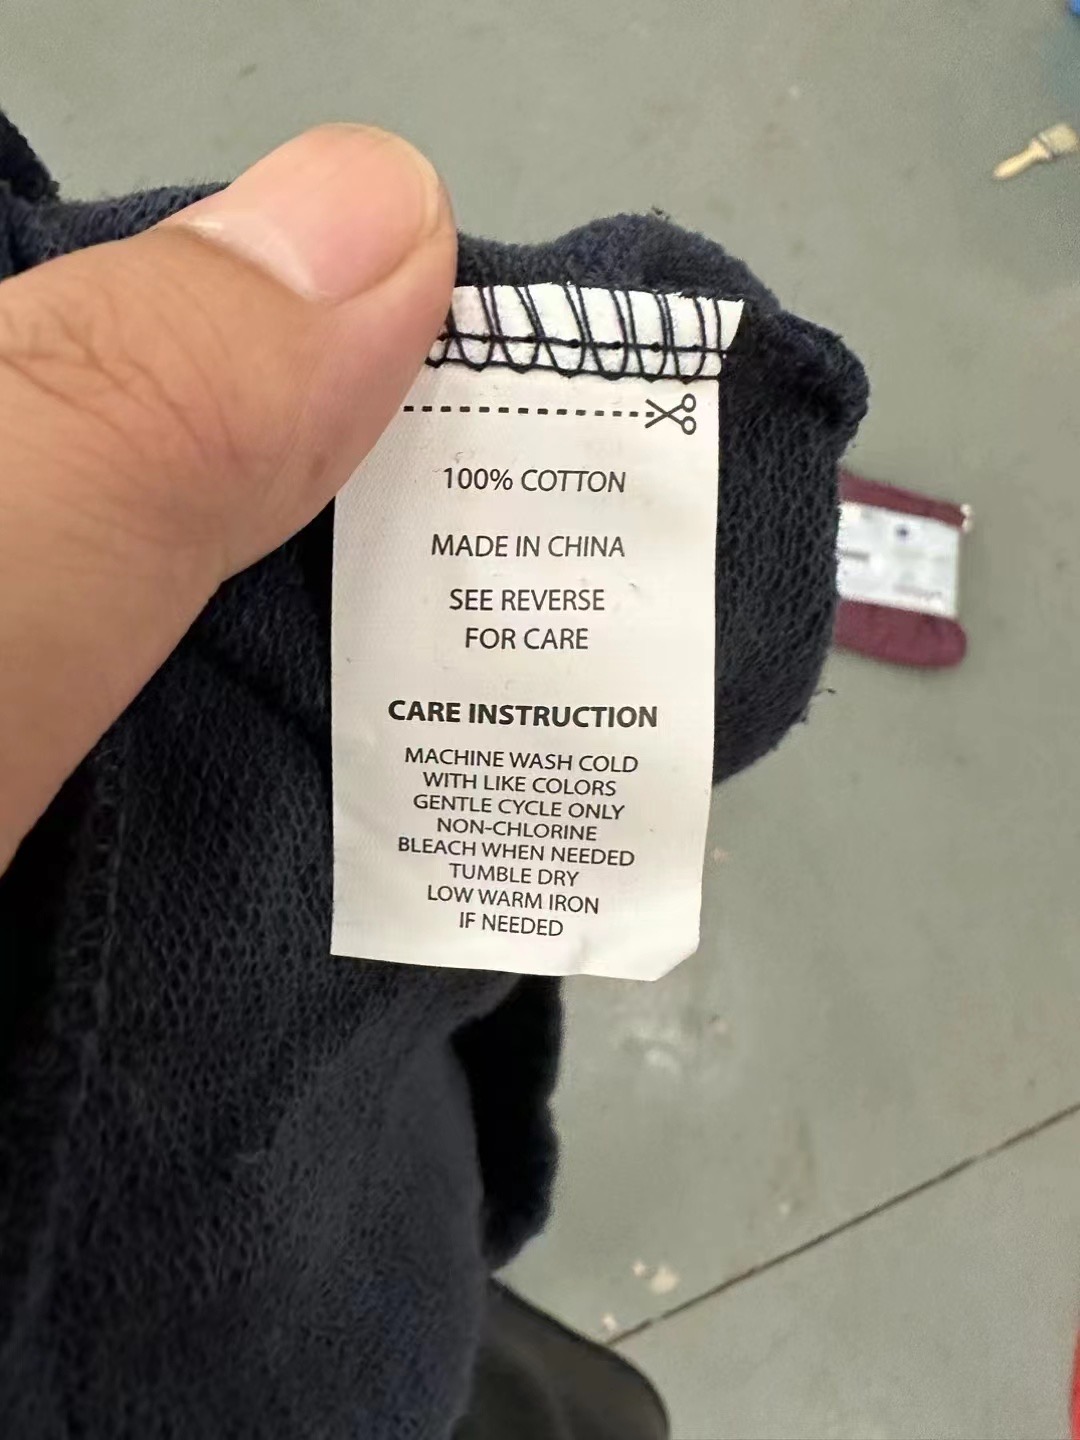 100% COTTON
MADE IN CHINA
SEE REVERSE
FOR CARE
CARE INSTRUCTION
MACHINE WASH COLD
WITH LIKE COLORS
GENTLE CYCLE ONLY
NON-CHLORINE
BLEACH WHEN NEEDED
TUMBLE DRY
LOW WARM IRON
IF NEEDED